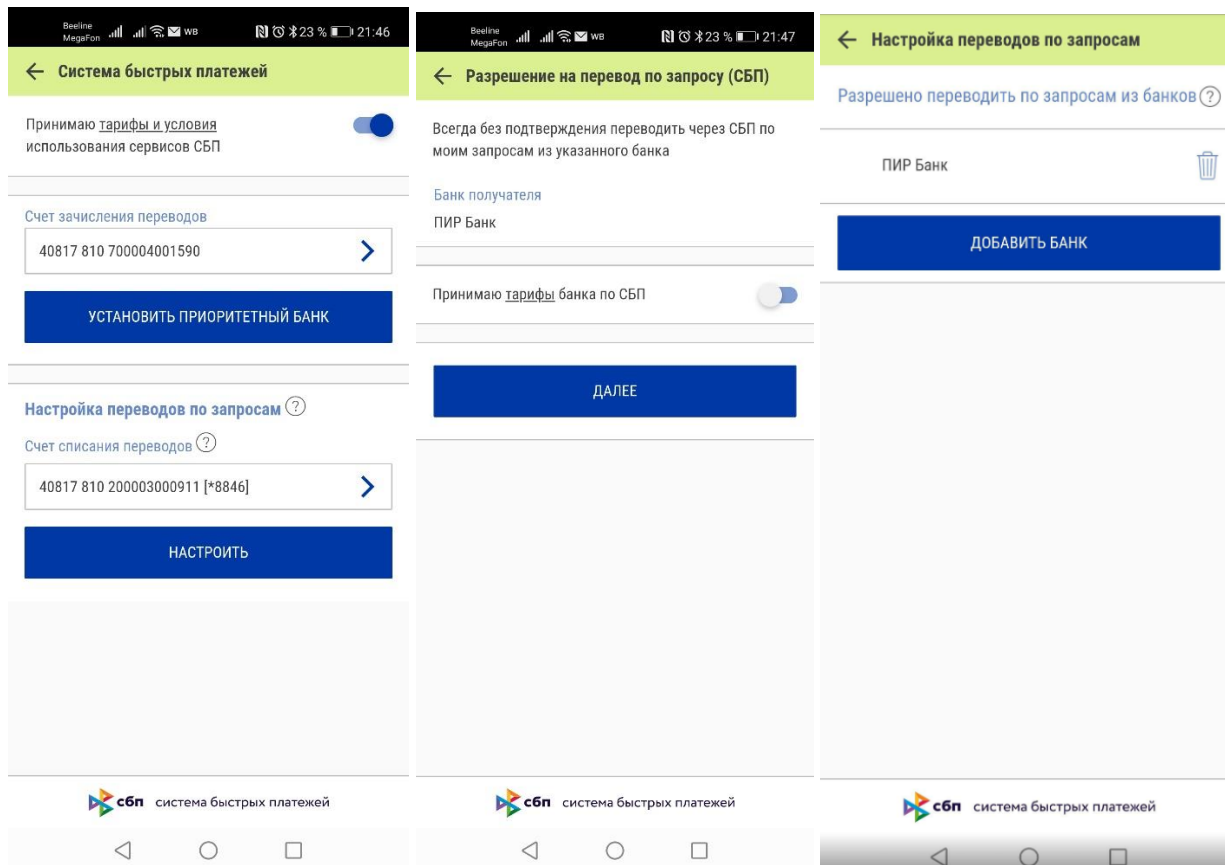 Beeline
MegaFon
WB
23 %
21:46
Система быстрых платежей
Принимаю тарифы и условия
использования сервисов СБП
Счет зачисления переводов
40817 810 700004001590
УСТАНОВИТЬ ПРИОРИТЕТНЫЙ БАНК
Настройка переводов по запросам ?
Счет списания переводов ?
40817 810 200003000911 [*8846]
НАСТРОИТЬ
сбп система быстрых платежей
Beeline
MegaFon
WB
23 %
21:47
Разрешение на перевод по запросу (СБП)
Всегда без подтверждения переводить через СБП по
моим запросам из указанного банка
Банк получателя
ПИР Банк
Принимаю тарифы банка по СБП
ДАЛЕЕ
сбп система быстрых платежей
Настройка переводов по запросам
Разрешено переводить по запросам из банков ?
ПИР Банк
ДОБАВИТЬ БАНК
сбп система быстрых платежей